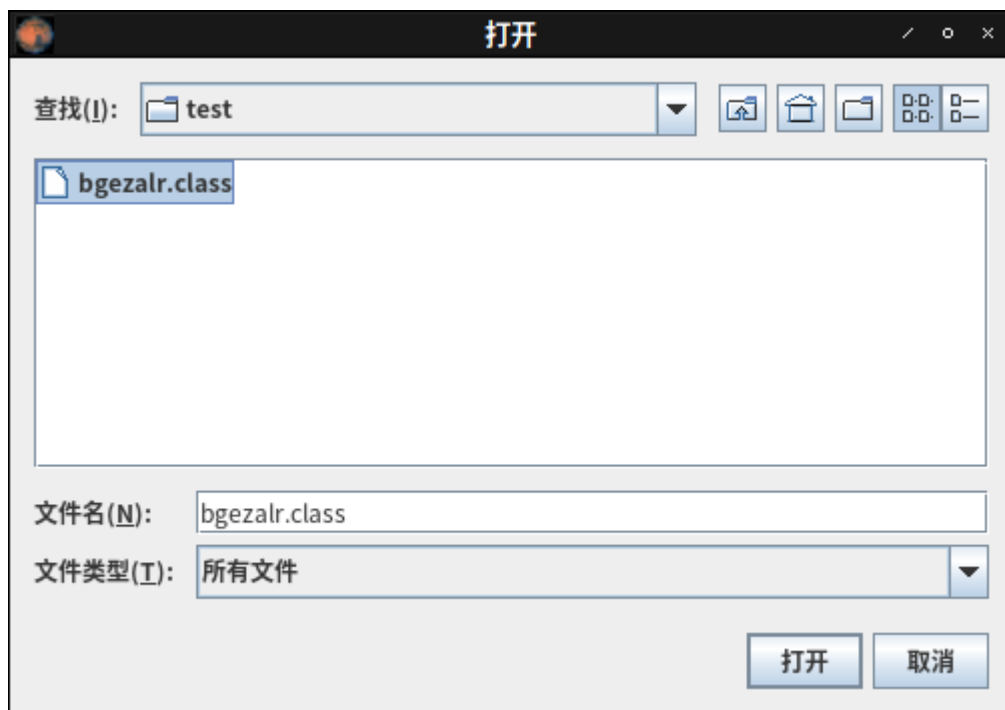 打开
查找(I): test
bgezalr.class
文件名(N): bgezalr.class
文件类型(T): 所有文件
打开 取消